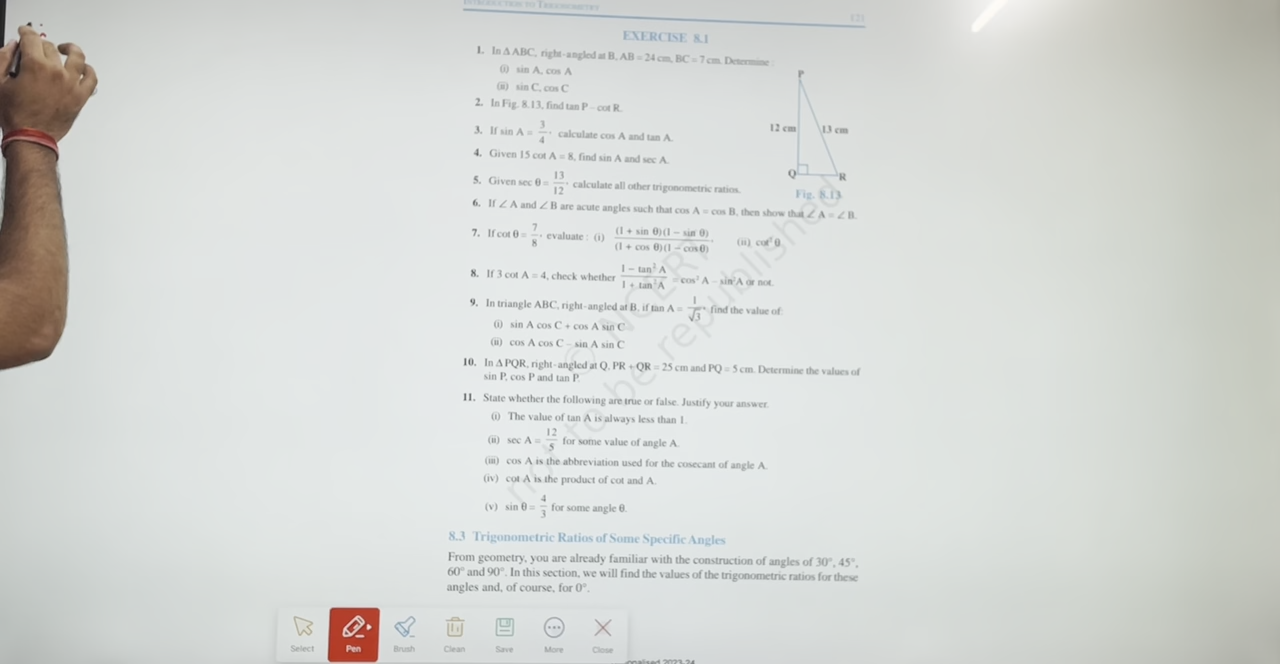 INTRODUCTION TO TRIGONOMETRY
121
EXERCISE 8.1
1. In Δ ABC, right-angled at B, AB = 24 cm, BC = 7 cm. Determine :
(i) sin A, cos A
(ii) sin C, cos C
2. In Fig. 8.13, find tan P – cot R.
3. If sin A = 3/4, calculate cos A and tan A.
4. Given 15 cot A = 8, find sin A and sec A.
5. Given sec θ = 13/12, calculate all other trigonometric ratios.
P
12 cm
13 cm
Q
R
Fig. 8.13
6. If ∠ A and ∠ B are acute angles such that cos A = cos B, then show that ∠ A = ∠ B.
7. If cot θ = 7/8, evaluate : (i) (1 + sin θ)(1 – sin θ)/(1 + cos θ)(1 – cos θ), (ii) cot² θ
8. If 3 cot A = 4, check whether (1 – tan² A)/(1 + tan² A) = cos² A – sin² A or not.
9. In triangle ABC, right-angled at B, if tan A = 1/√3, find the value of:
(i) sin A cos C + cos A sin C
(ii) cos A cos C – sin A sin C
10. In Δ PQR, right-angled at Q, PR + QR = 25 cm and PQ = 5 cm. Determine the values of
sin P, cos P and tan P.
11. State whether the following are true or false. Justify your answer.
(i) The value of tan A is always less than 1.
(ii) sec A = 12/5 for some value of angle A.
(iii) cos A is the abbreviation used for the cosecant of angle A.
(iv) cot A is the product of cot and A.
(v) sin θ = 4/3 for some angle θ.
8.3 Trigonometric Ratios of Some Specific Angles
From geometry, you are already familiar with the construction of angles of 30°, 45°,
60° and 90°. In this section, we will find the values of the trigonometric ratios for these
angles and, of course, for 0°.
© NCERT
not to be republished
Select
Pen
Brush
Clean
Save
More
Close
2023-24